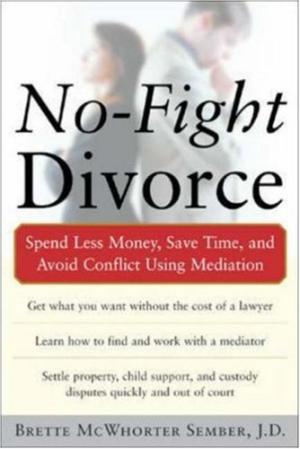 No-Fight
Divorce
Spend Less Money, Save Time, and
Avoid Conflict Using Mediation
Get what you want without the cost of a lawyer
Learn how to find and work with a mediator
Settle property, child support, and custody
disputes quickly and out of court
BRETTE MCWHORTER SEMBER, J.D.